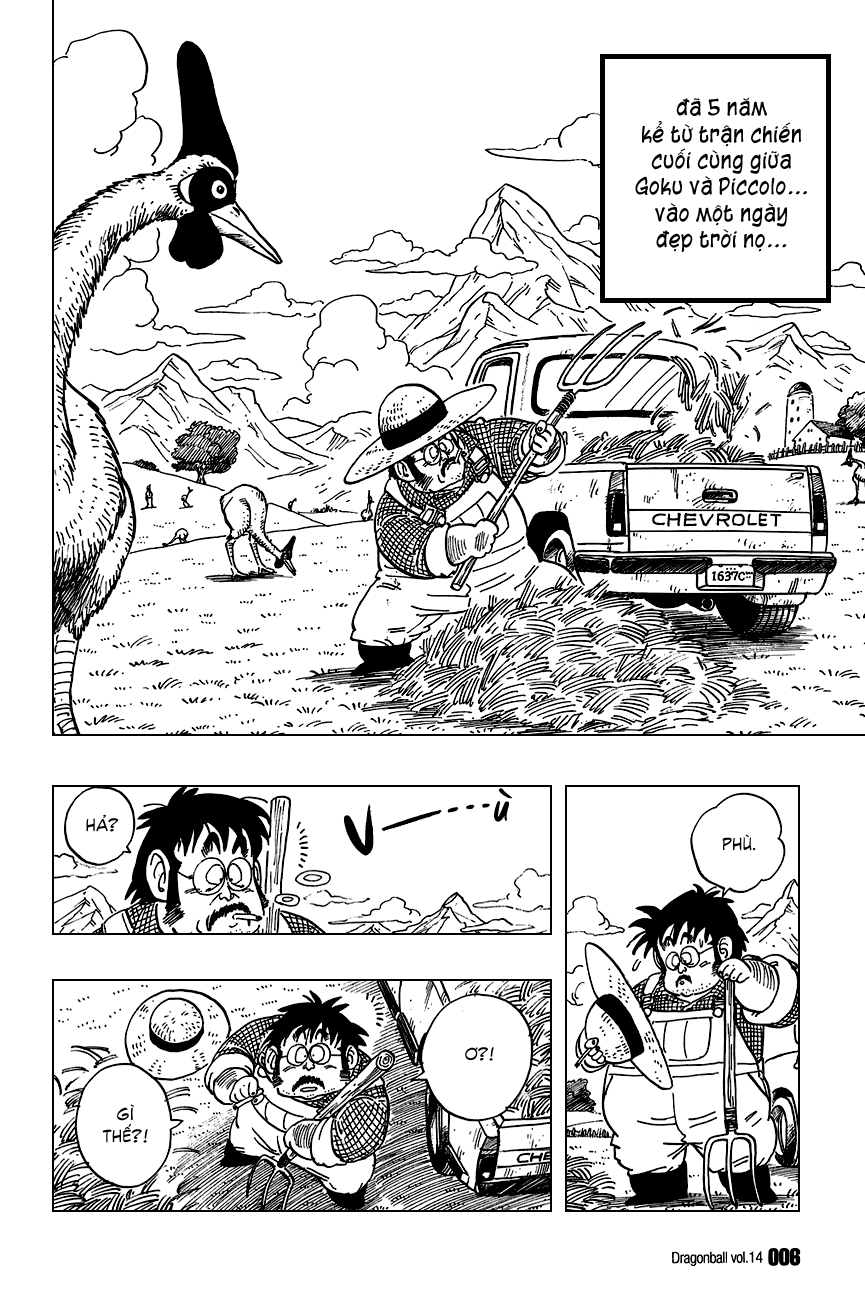 đã 5 năm
kể từ trận chiến
cuối cùng giữa
Goku và Piccolo...
vào một ngày
đẹp trời nọ...
CHEVROLET
1637C
PHÙ.
HẢ?
V----ù
Ơ?!
GÌ
THẾ?!
CHE
Dragonball vol.14 006